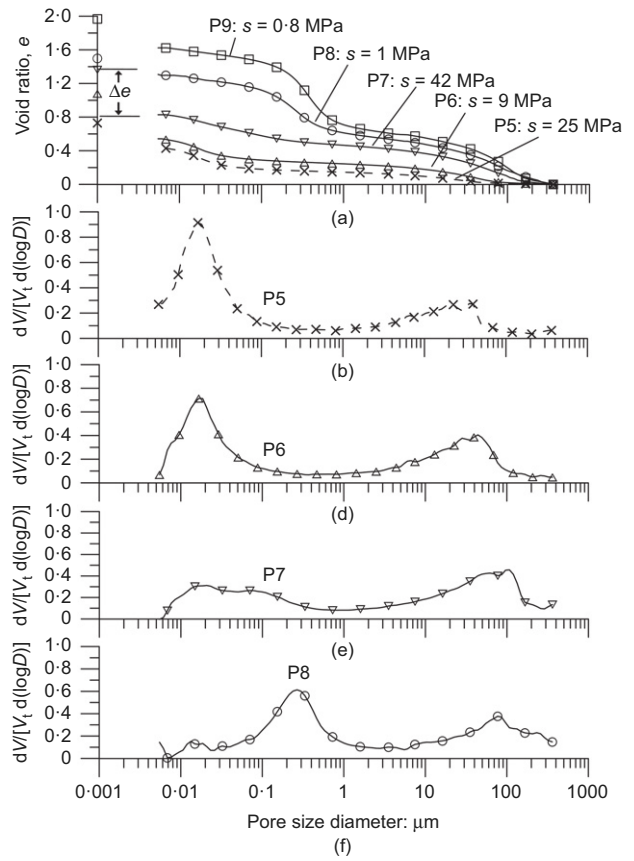 2·0
1·6
1·2
0·8
0·4
0
Void ratio, e
Δe
P9: s = 0·8 MPa
P8: s = 1 MPa
P7: s = 42 MPa
P6: s = 9 MPa
P5: s = 25 MPa
(a)
1·0
0·8
0·6
0·4
0·2
0
dV/[Vt d(logD)]
P5
(b)
1·0
0·8
0·6
0·4
0·2
0
dV/[Vt d(logD)]
P6
(d)
1·0
0·8
0·6
0·4
0·2
0
dV/[Vt d(logD)]
P7
(e)
1·0
0·8
0·6
0·4
0·2
0
dV/[Vt d(logD)]
P8
0·001 0·01 0·1 1 10 100 1000
Pore size diameter: μm
(f)